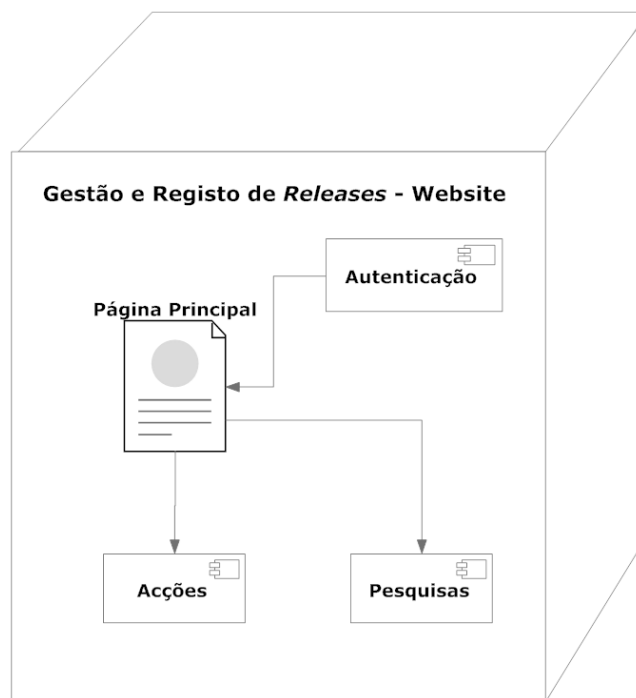 Gestão e Registo de Releases - Website
Autenticação
Página Principal
Acções
Pesquisas